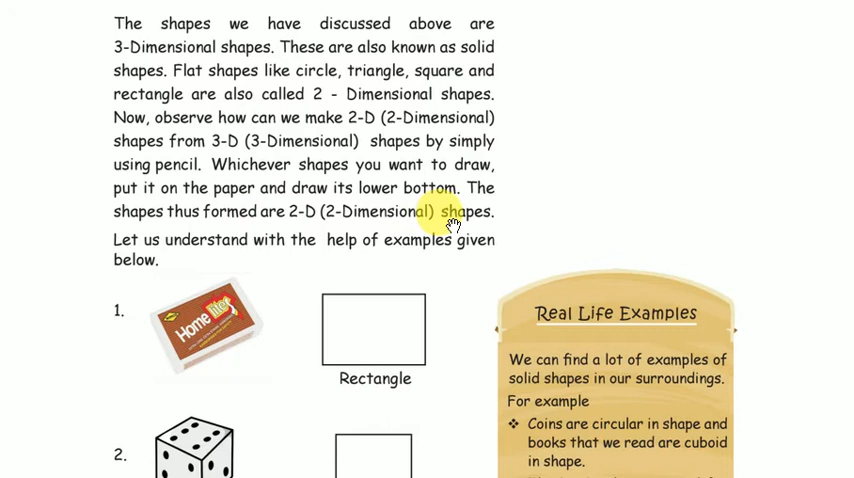 The shapes we have discussed above are
3-Dimensional shapes. These are also known as solid
shapes. Flat shapes like circle, triangle, square and
rectangle are also called 2 - Dimensional shapes.
Now, observe how can we make 2-D (2-Dimensional)
shapes from 3-D (3-Dimensional) shapes by simply
using pencil. Whichever shapes you want to draw,
put it on the paper and draw its lower bottom. The
shapes thus formed are 2-D (2-Dimensional) shapes.
Let us understand with the help of examples given
below.
1.
Home lites
Rectangle
2.
Real Life Examples
We can find a lot of examples of
solid shapes in our surroundings.
For example
❖ Coins are circular in shape and
books that we read are cuboid
in shape.